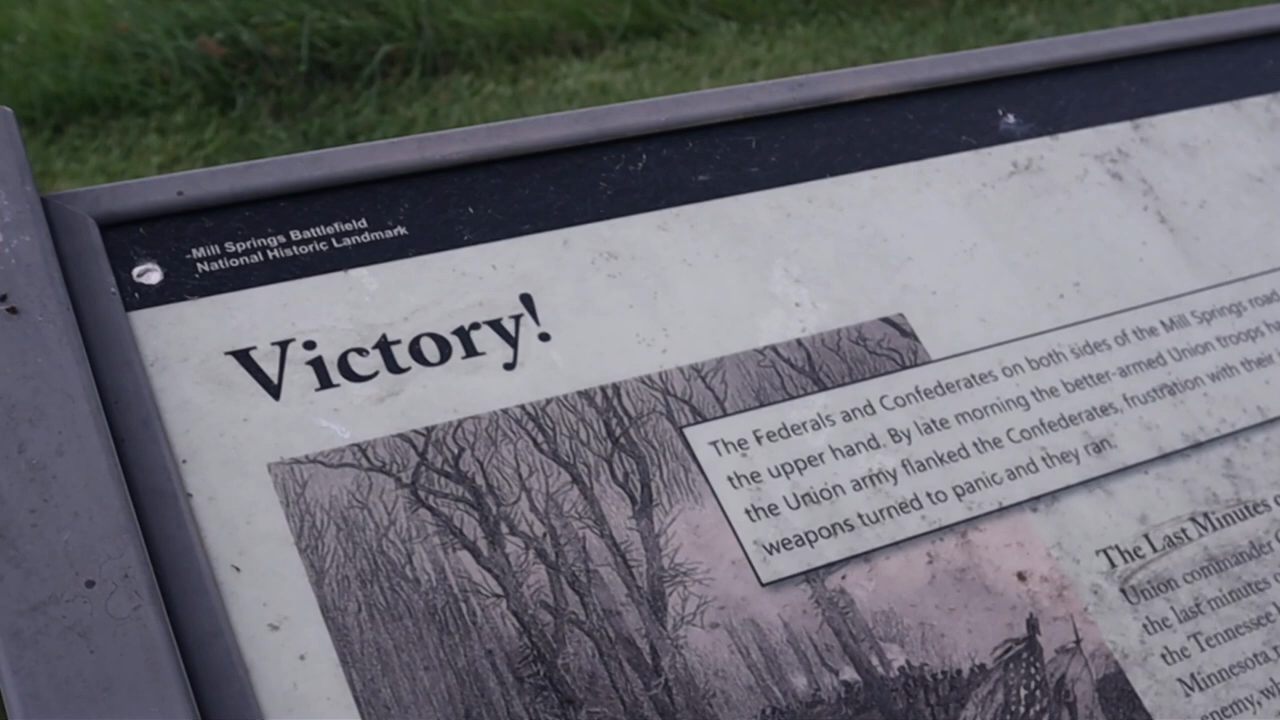 Mill Springs Battlefield
National Historic Landmark
Victory!
The Federals and Confederates on both sides of the Mill Springs road
the upper hand. By late morning the better-armed Union troops
the Union army flanked the Confederates, frustration with their
weapons turned to panic and they ran.
The Last Minutes
Union commander
the last minutes
the Tennessee
Minnesota